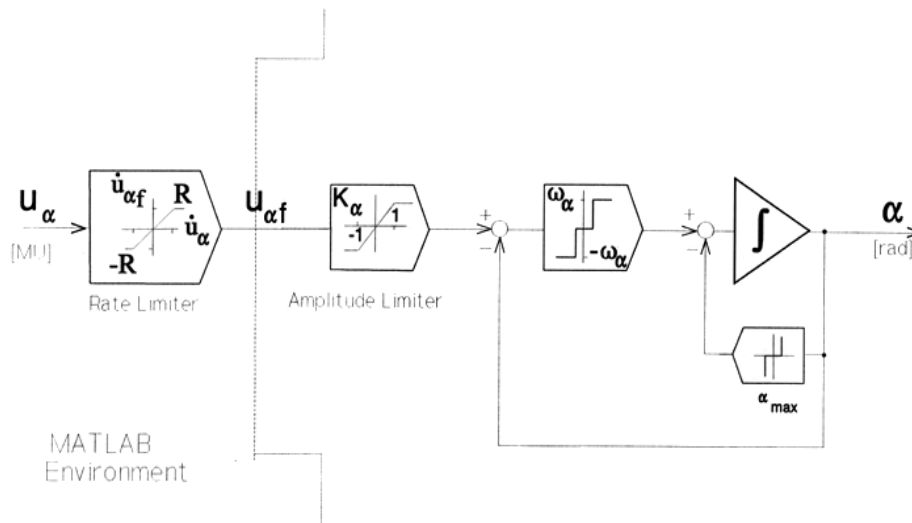 u_α
[MU]
u̇_αf
R
u̇_α
-R
Rate Limiter
u_αf
K_α
1
-1
Amplitude Limiter
+
−
ω_α
-ω_α
+
−
∫
α
[rad]
α_max
MATLAB
Environment